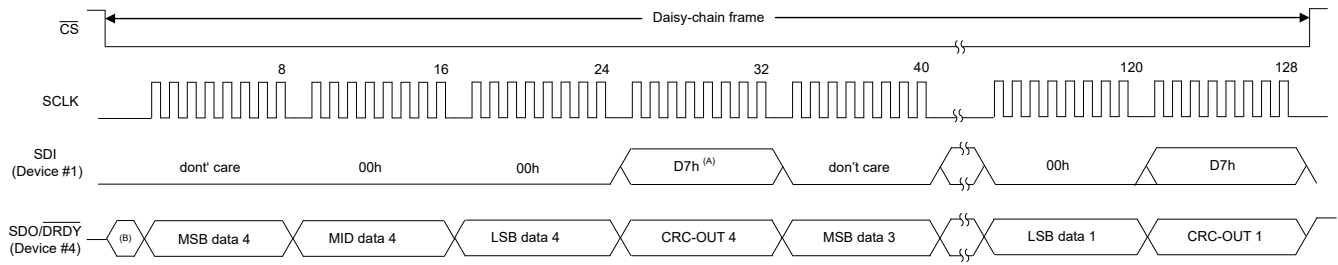 Daisy-chain frame
CS
8 16 24 32 40 120 128
SCLK
SDI
(Device #1)
dont' care 00h 00h D7h (A) don't care 00h D7h
SDO/DRDY
(Device #4)
(B) MSB data 4 MID data 4 LSB data 4 CRC-OUT 4 MSB data 3 LSB data 1 CRC-OUT 1